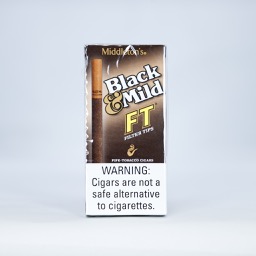 Middleton's®
Black
& Mild
FT
FILTER TIPS
PIPE-TOBACCO CIGARS
WARNING:
Cigars are not a
safe alternative
to cigarettes.